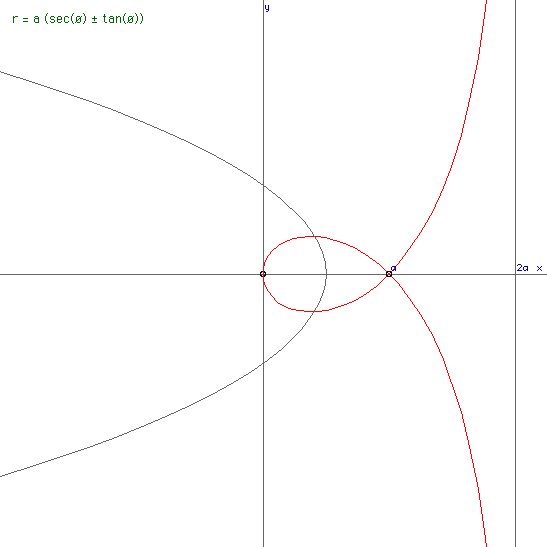 y
r = a (sec(ø) ± tan(ø))
a
2a x